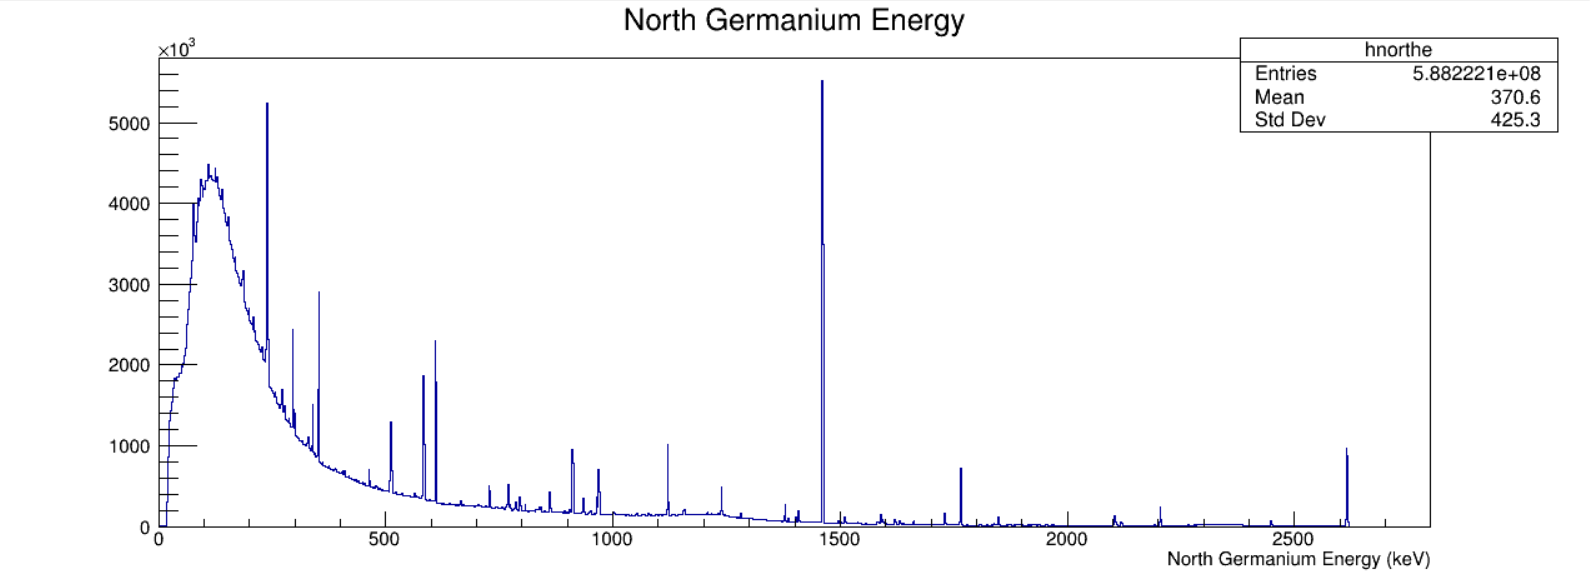 North Germanium Energy
×10³
hnorthe
Entries 5.882221e+08
Mean 370.6
Std Dev 425.3
5000
4000
3000
2000
1000
0
0 500 1000 1500 2000 2500
North Germanium Energy (keV)